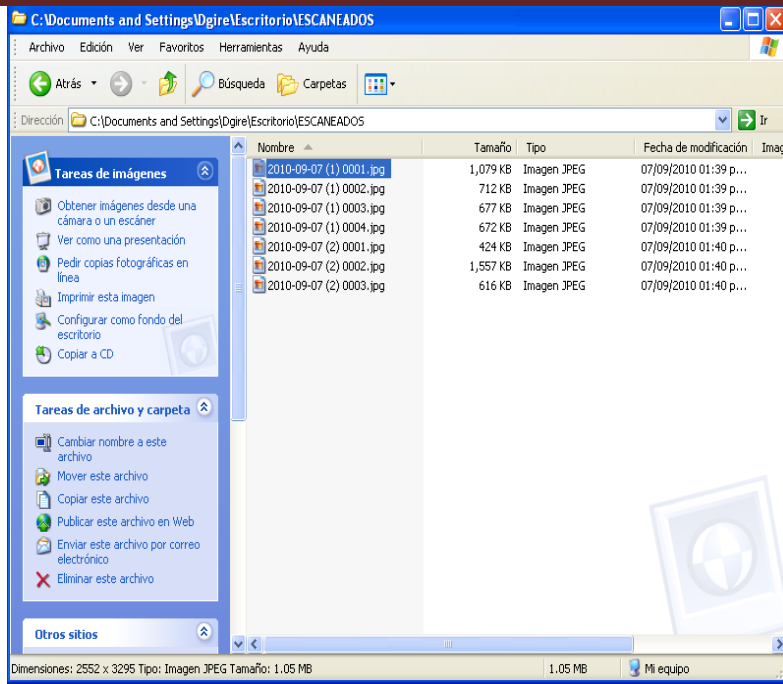 C:\Documents and Settings\Dgire\Escritorio\ESCANEADOS
Archivo Edición Ver Favoritos Herramientas Ayuda
Atrás Búsqueda Carpetas
Dirección C:\Documents and Settings\Dgire\Escritorio\ESCANEADOS Ir
Nombre Tamaño Tipo Fecha de modificación Imag
2010-09-07 (1) 0001.jpg 1,079 KB Imagen JPEG 07/09/2010 01:39 p...
2010-09-07 (1) 0002.jpg 712 KB Imagen JPEG 07/09/2010 01:39 p...
2010-09-07 (1) 0003.jpg 677 KB Imagen JPEG 07/09/2010 01:39 p...
2010-09-07 (1) 0004.jpg 672 KB Imagen JPEG 07/09/2010 01:39 p...
2010-09-07 (2) 0001.jpg 424 KB Imagen JPEG 07/09/2010 01:40 p...
2010-09-07 (2) 0002.jpg 1,557 KB Imagen JPEG 07/09/2010 01:40 p...
2010-09-07 (2) 0003.jpg 616 KB Imagen JPEG 07/09/2010 01:40 p...
Tareas de imágenes
Obtener imágenes desde una
cámara o un escáner
Ver como una presentación
Pedir copias fotográficas en
línea
Imprimir esta imagen
Configurar como fondo del
escritorio
Copiar a CD
Tareas de archivo y carpeta
Cambiar nombre a este
archivo
Mover este archivo
Copiar este archivo
Publicar este archivo en Web
Enviar este archivo por correo
electrónico
Eliminar este archivo
Otros sitios
Dimensiones: 2552 x 3295 Tipo: Imagen JPEG Tamaño: 1.05 MB 1.05 MB Mi equipo